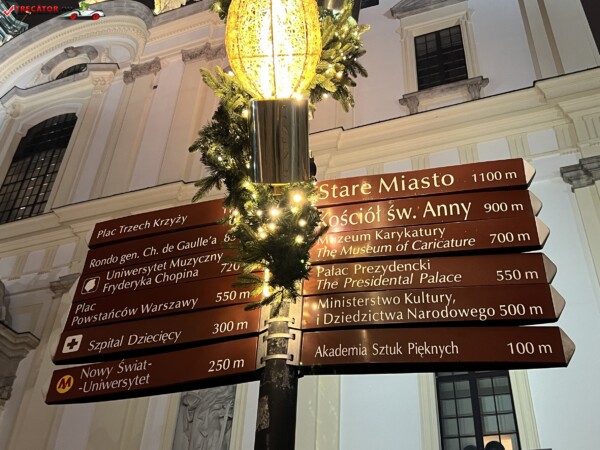 TRECĂTOR
Plac Trzech Krzyży
Rondo gen. Ch. de Gaulle'a
Uniwersytet Muzyczny
Fryderyka Chopina 720
Plac
Powstańców Warszawy 550 m
Szpital Dziecięcy 300 m
M
Nowy Świat-
-Uniwersytet 250 m
Stare Miasto 1100 m
Kościół św. Anny 900 m
Muzeum Karykatury
The Museum of Caricature 700 m
Pałac Prezydencki
The Presidential Palace 550 m
Ministerstwo Kultury,
i Dziedzictwa Narodowego 500 m
Akademia Sztuk Pięknych 100 m